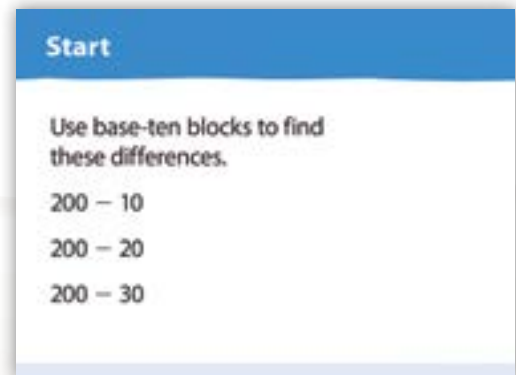 Start
Use base-ten blocks to find
these differences.
200 − 10
200 − 20
200 − 30